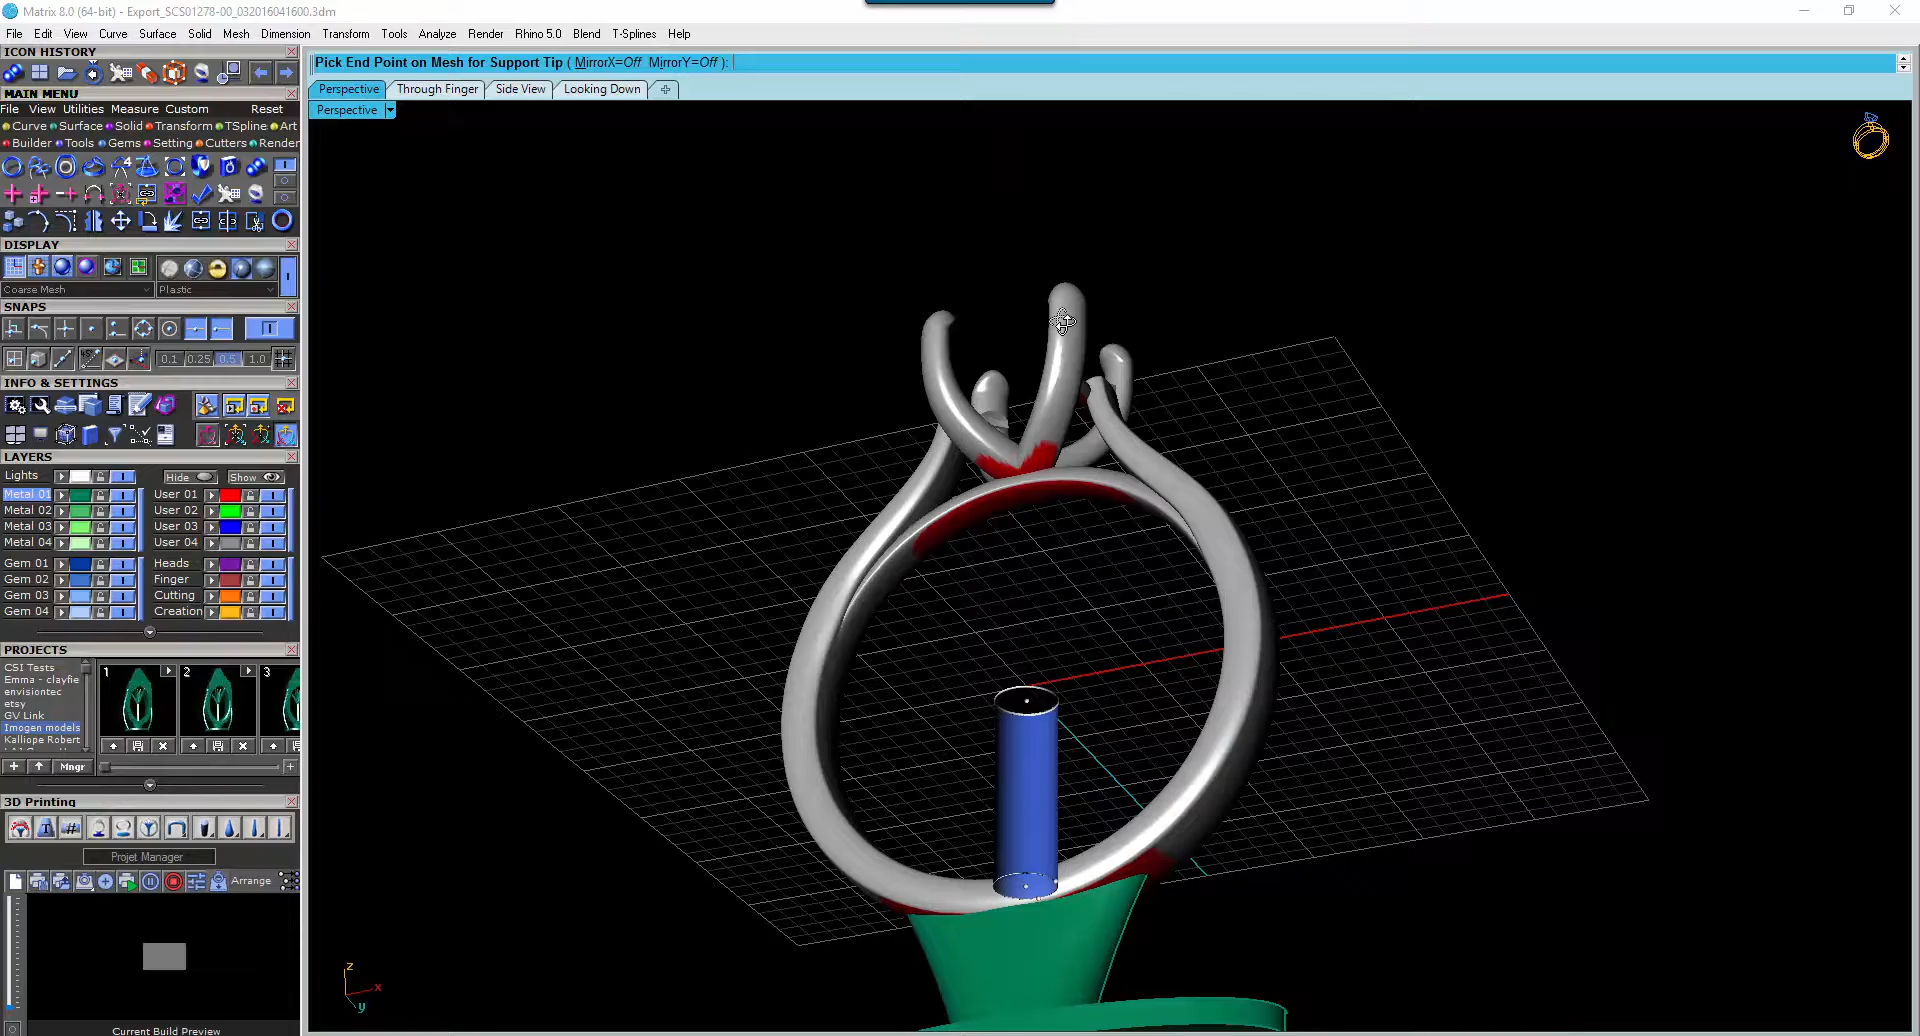 Matrix 8.0 (64-bit) - Export_SCS01278-00_032016041600.3dm
File Edit View Curve Surface Solid Mesh Dimension Transform Tools Analyze Render Rhino 5.0 Blend T-Splines Help
ICON HISTORY
Pick End Point on Mesh for Support Tip ( MirrorX=Off MirrorY=Off ):
Perspective Through Finger Side View Looking Down
Perspective
MAIN MENU
File View Utilities Measure Custom Reset
Curve Surface Solid Transform TSpline Art
Builder Tools Gems Setting Cutters Render
DISPLAY
Coarse Mesh Plastic
SNAPS
0.1 0.25 0.5 1.0
INFO & SETTINGS
LAYERS
Lights Hide Show
Metal 01 User 01
Metal 02 User 02
Metal 03 User 03
Metal 04 User 04
Gem 01 Heads
Gem 02 Finger
Gem 03 Cutting
Gem 04 Creation
PROJECTS
CSI Tests
Emma - clayfie
envisiontec
etsy
GV Link
Imogen models
Kalliope Robert
1 2 3
Mngr
3D Printing
Projet Manager
Arrange
Current Build Preview
z
x
y